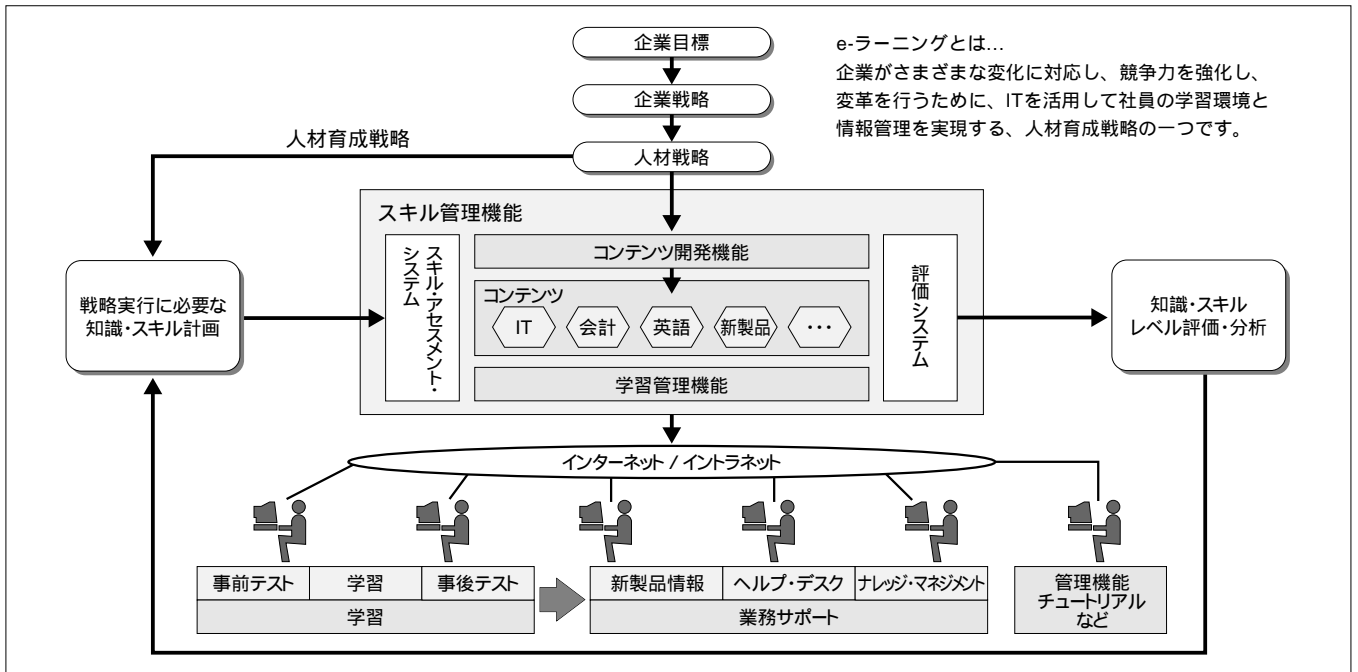 企業目標
e-ラーニングとは…
企業がさまざまな変化に対応し、競争力を強化し、
変革を行うために、ITを活用して社員の学習環境と
情報管理を実現する、人材育成戦略の一つです。
企業戦略
人材育成戦略
人材戦略
スキル管理機能
戦略実行に必要な
知識・スキル計画
スキル・アセスメント・
システム
コンテンツ開発機能
コンテンツ
IT
会計
英語
新製品
・・・
学習管理機能
評価システム
知識・スキル
レベル評価・分析
インターネット / イントラネット
事前テスト
学習
事後テスト
学習
新製品情報
ヘルプ・デスク
ナレッジ・マネジメント
業務サポート
管理機能
チュートリアル
など